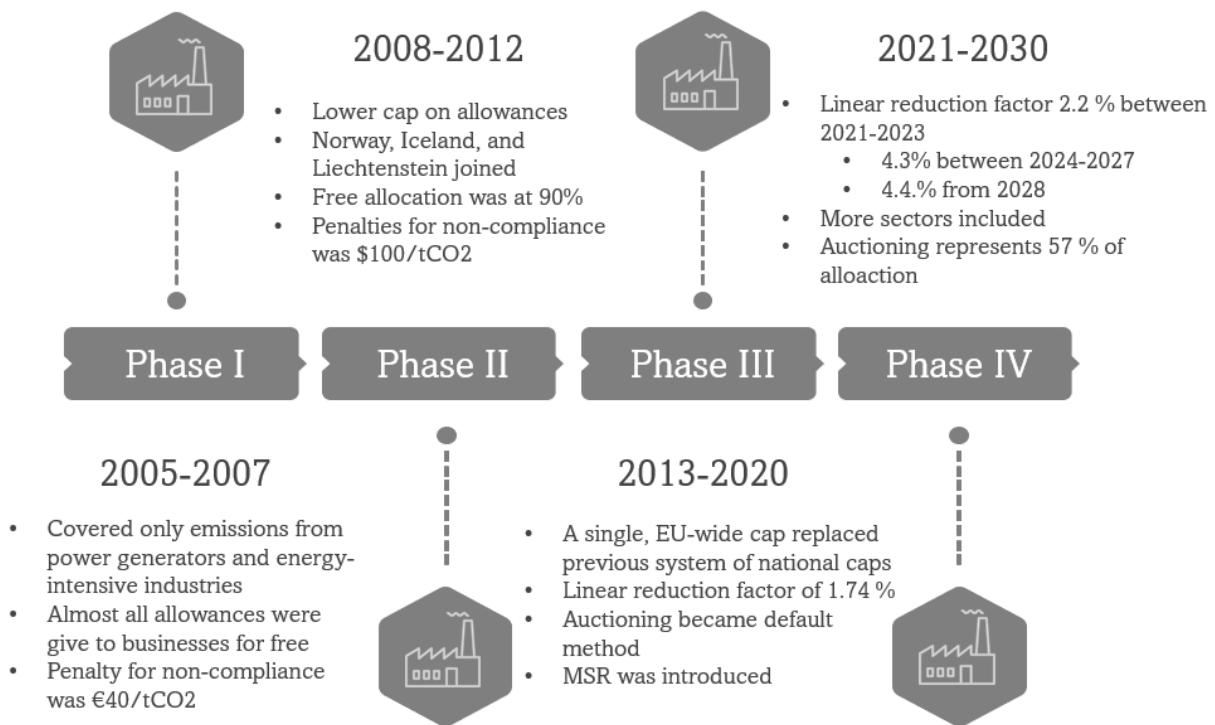 2008-2012
• Lower cap on allowances
• Norway, Iceland, and
Liechtenstein joined
• Free allocation was at 90%
• Penalties for non-compliance
was $100/tCO2
2021-2030
• Linear reduction factor 2.2 % between
2021-2023
• 4.3% between 2024-2027
• 4.4.% from 2028
• More sectors included
• Auctioning represents 57 % of
alloaction
Phase I
Phase II
Phase III
Phase IV
2005-2007
• Covered only emissions from
power generators and energy-
intensive industries
• Almost all allowances were
give to businesses for free
• Penalty for non-compliance
was €40/tCO2
2013-2020
• A single, EU-wide cap replaced
previous system of national caps
• Linear reduction factor of 1.74 %
• Auctioning became default
method
• MSR was introduced